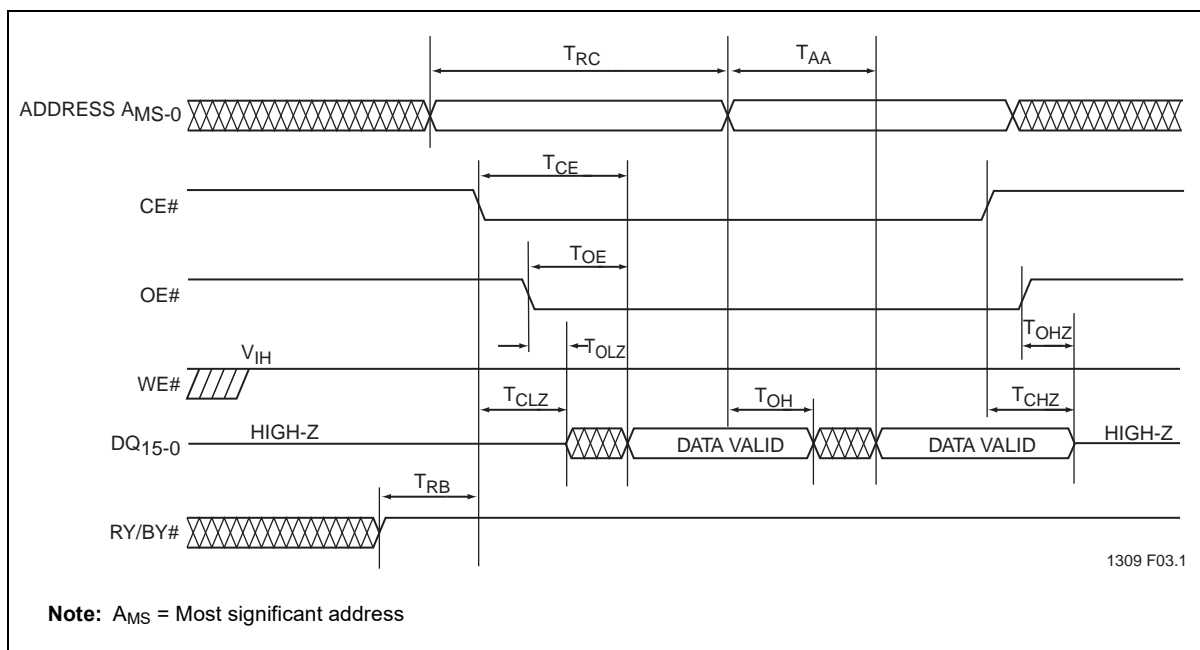 TRC
TAA
ADDRESS AMS-0
TCE
CE#
TOE
OE#
TOLZ
TOHZ
VIH
WE#
TCLZ
TOH
TCHZ
DQ15-0
HIGH-Z
DATA VALID
DATA VALID
HIGH-Z
TRB
RY/BY#
1309 F03.1
Note: AMS = Most significant address